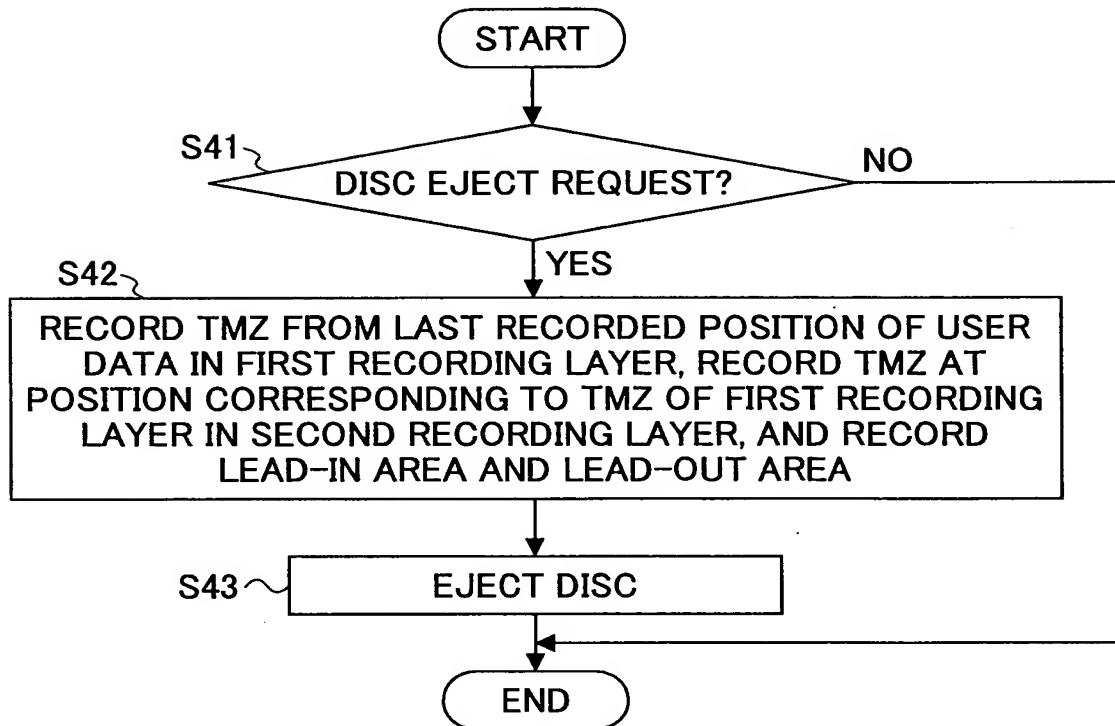 START
S41
DISC EJECT REQUEST?
NO
YES
S42
RECORD TMZ FROM LAST RECORDED POSITION OF USER
DATA IN FIRST RECORDING LAYER, RECORD TMZ AT
POSITION CORRESPONDING TO TMZ OF FIRST RECORDING
LAYER IN SECOND RECORDING LAYER, AND RECORD
LEAD-IN AREA AND LEAD-OUT AREA
S43
EJECT DISC
END